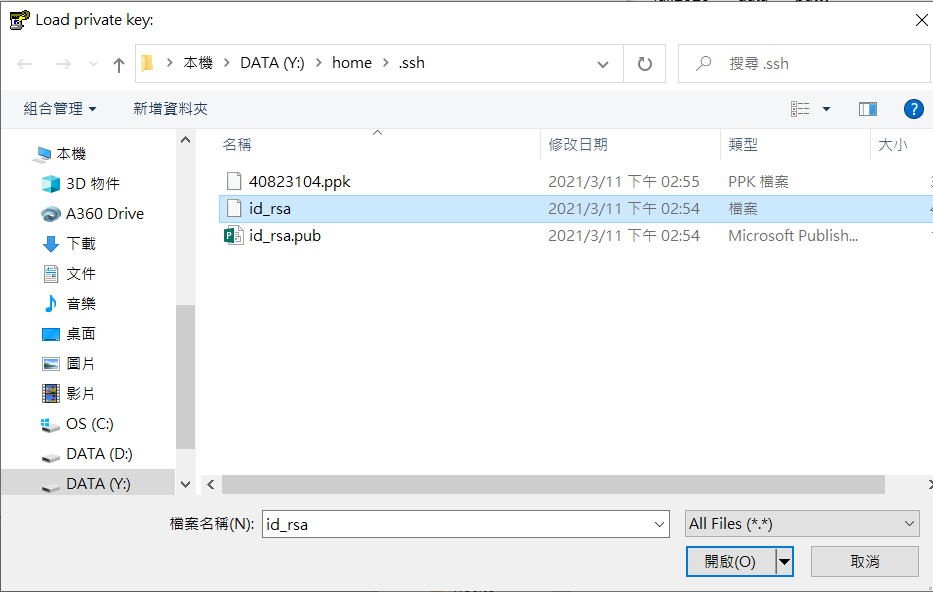 Load private key:
本機 > DATA (Y:) > home > .ssh
搜尋 .ssh
組合管理 新增資料夾
名稱 修改日期 類型 大小
本機
3D 物件
A360 Drive
下載
文件
音樂
桌面
圖片
影片
OS (C:)
DATA (D:)
DATA (Y:)
40823104.ppk 2021/3/11 下午 02:55 PPK 檔案
id_rsa 2021/3/11 下午 02:54 檔案
id_rsa.pub 2021/3/11 下午 02:54 Microsoft Publish...
檔案名稱(N): id_rsa All Files (*.*)
開啟(O) 取消